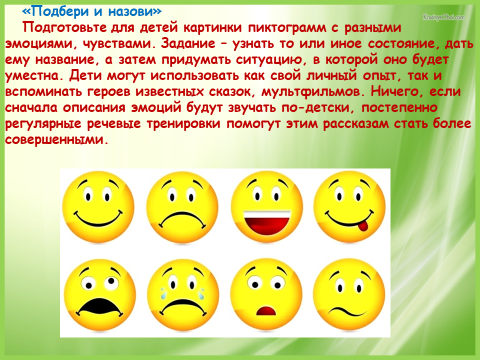 «Подбери и назови»
Подготовьте для детей картинки пиктограмм с разными
эмоциями, чувствами. Задание – узнать то или иное состояние, дать
ему название, а затем придумать ситуацию, в которой оно будет
уместна. Дети могут использовать как свой личный опыт, так и
вспоминать героев известных сказок, мультфильмов. Ничего, если
сначала описания эмоций будут звучать по-детски, постепенно
регулярные речевые тренировки помогут этим рассказам стать более
совершенными.